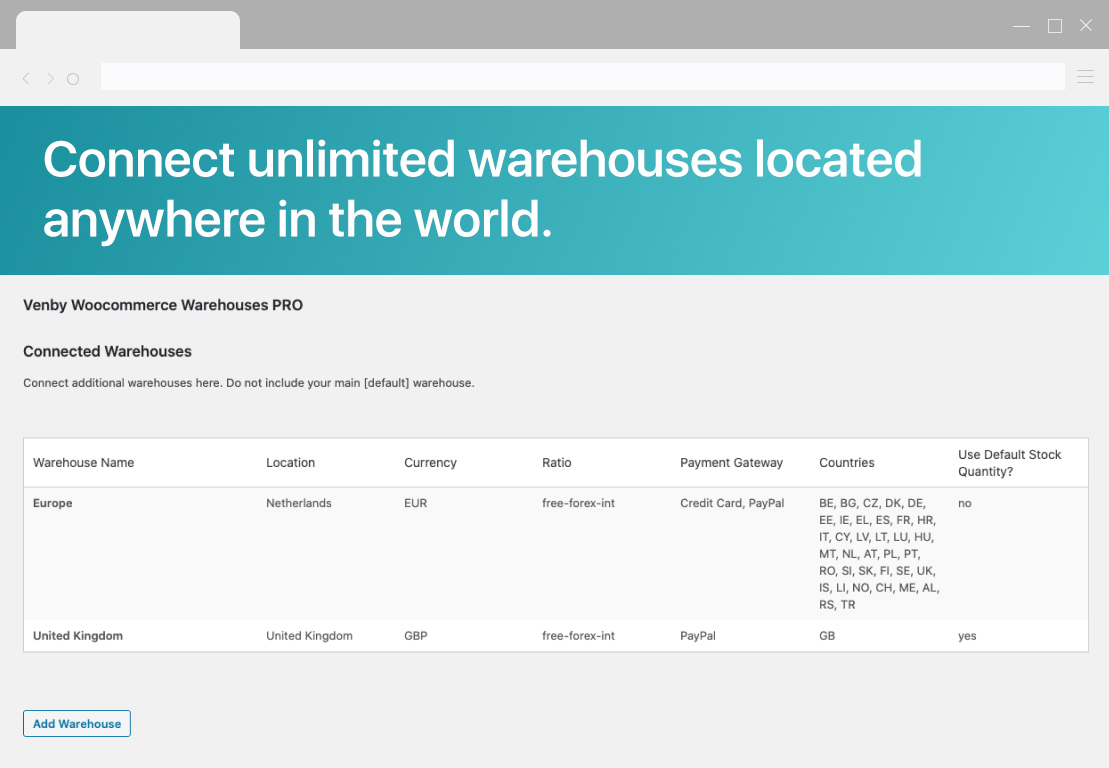 Connect unlimited warehouses located
anywhere in the world.
Venby Woocommerce Warehouses PRO
Connected Warehouses
Connect additional warehouses here. Do not include your main [default] warehouse.
Warehouse Name Location Currency Ratio Payment Gateway Countries Use Default Stock
Quantity?
Europe Netherlands EUR free-forex-int Credit Card, PayPal BE, BG, CZ, DK, DE, no
EE, IE, EL, ES, FR, HR,
IT, CY, LV, LT, LU, HU,
MT, NL, AT, PL, PT,
RO, SI, SK, FI, SE, UK,
IS, LI, NO, CH, ME, AL,
RS, TR
United Kingdom United Kingdom GBP free-forex-int PayPal GB yes
Add Warehouse